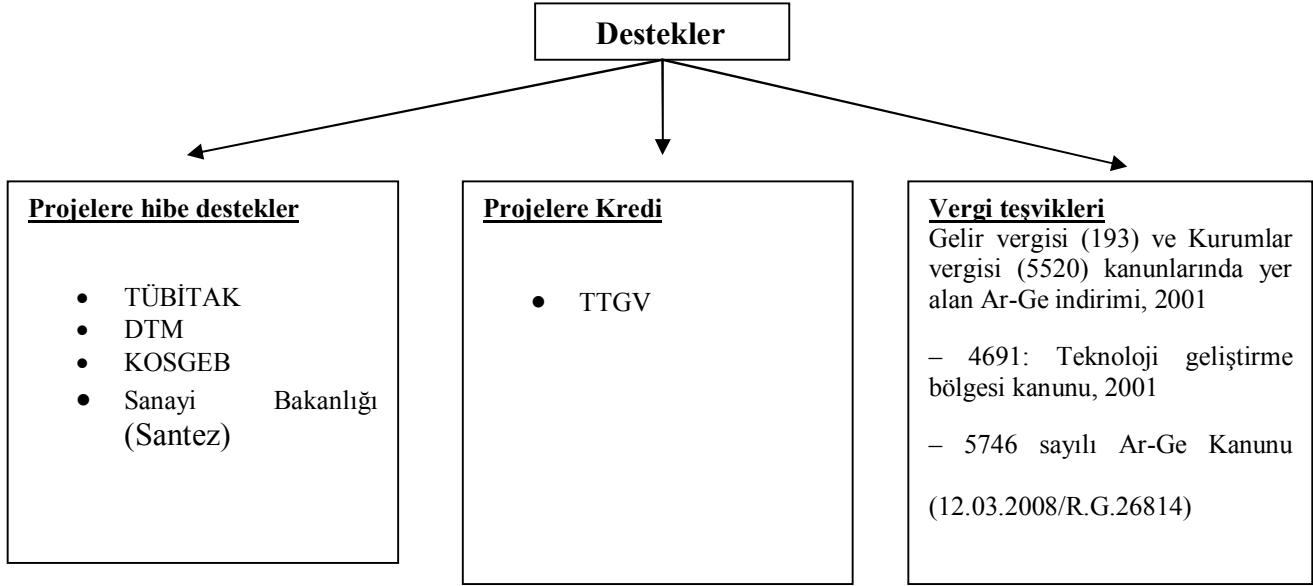 Destekler
Projelere hibe destekler
• TÜBİTAK
• DTM
• KOSGEB
• Sanayi Bakanlığı
(Santez)
Projelere Kredi
• TTGV
Vergi teşvikleri
Gelir vergisi (193) ve Kurumlar
vergisi (5520) kanunlarında yer
alan Ar-Ge indirimi, 2001
– 4691: Teknoloji geliştirme
bölgesi kanunu, 2001
– 5746 sayılı Ar-Ge Kanunu
(12.03.2008/R.G.26814)